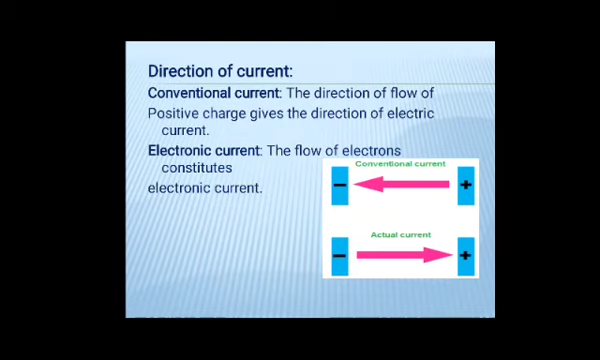 Direction of current:
Conventional current: The direction of flow of
Positive charge gives the direction of electric
current.
Electronic current: The flow of electrons
constitutes
electronic current.
Conventional current
− +
Actual current
− +